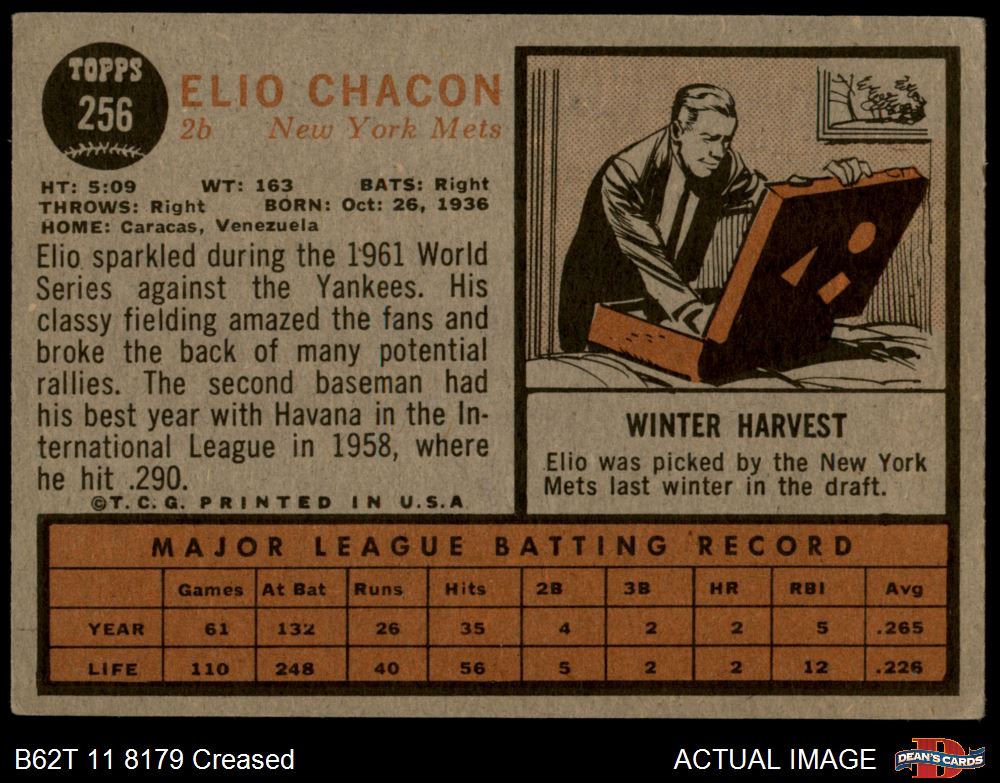 TOPPS
256
ELIO CHACON
2b New York Mets
HT: 5:09 WT: 163 BATS: Right
THROWS: Right BORN: Oct: 26, 1936
HOME: Caracas, Venezuela
Elio sparkled during the 1961 World
Series against the Yankees. His
classy fielding amazed the fans and
broke the back of many potential
rallies. The second baseman had
his best year with Havana in the In-
ternational League in 1958, where
he hit .290.
©T.C.G. PRINTED IN U.S.A
WINTER HARVEST
Elio was picked by the New York
Mets last winter in the draft.
MAJOR LEAGUE BATTING RECORD
Games At Bat Runs Hits 2B 3B HR RBI Avg
YEAR 61 132 26 35 4 2 2 5 .265
LIFE 110 248 40 56 5 2 2 12 .226
B62T 11 8179 Creased
ACTUAL IMAGE
D
DEAN'S CARDS